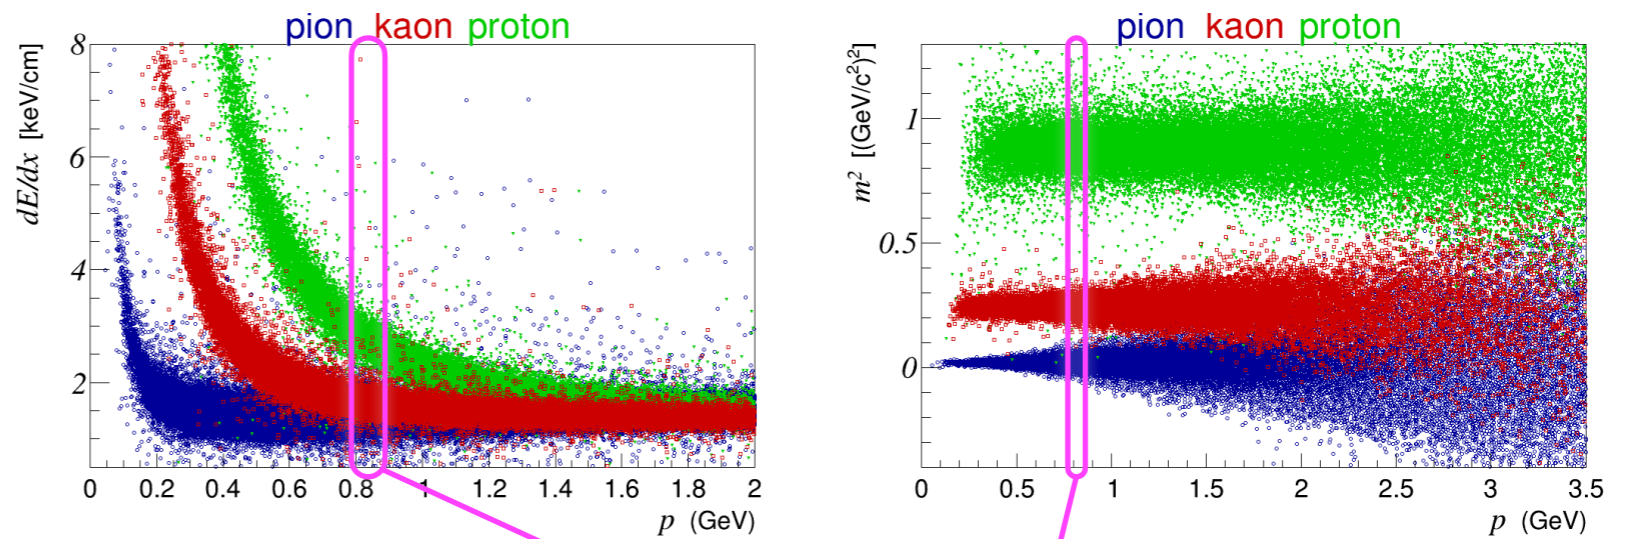 pion kaon proton
dE/dx [keV/cm]
8
6
4
2
0 0.2 0.4 0.6 0.8 1 1.2 1.4 1.6 1.8 2
p (GeV)
pion kaon proton
m² [(GeV/c²)²]
1
0.5
0
0 0.5 1 1.5 2 2.5 3 3.5
p (GeV)